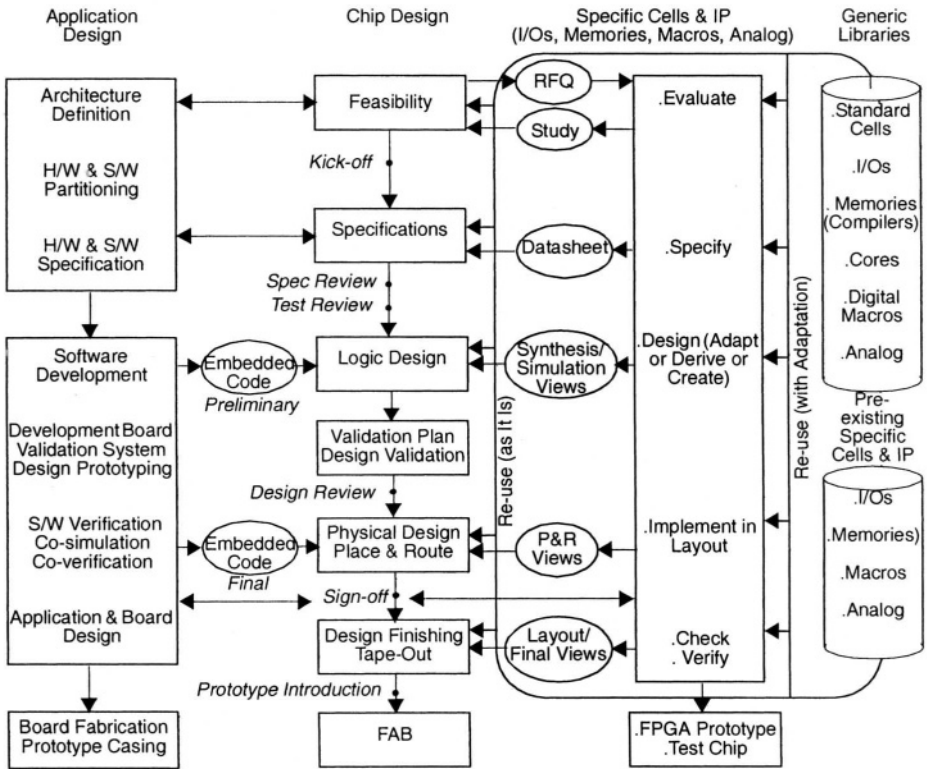 Application
Design
Chip Design
Specific Cells & IP
(I/Os, Memories, Macros, Analog)
Generic
Libraries
Architecture
Definition
H/W & S/W
Partitioning
H/W & S/W
Specification
Software
Development
Development Board
Validation System
Design Prototyping
S/W Verification
Co-simulation
Co-verification
Application & Board
Design
Board Fabrication
Prototype Casing
Embedded
Code
Preliminary
Embedded
Code
Final
Feasibility
Kick-off
Specifications
Spec Review
Test Review
Logic Design
Validation Plan
Design Validation
Design Review
Physical Design
Place & Route
Sign-off
Design Finishing
Tape-Out
Prototype Introduction
FAB
Re-use (as It Is)
RFQ
Study
Datasheet
Synthesis/
Simulation
Views
P&R
Views
Layout/
Final Views
.Evaluate
.Specify
.Design (Adapt
or Derive or
Create)
.Implement in
Layout
.Check
. Verify
.FPGA Prototype
.Test Chip
Re-use (with Adaptation)
.Standard
Cells
.I/Os
. Memories
(Compilers)
.Cores
.Digital
Macros
.Analog
Pre-
existing
Specific
Cells & IP
.I/Os
.Memories)
.Macros
.Analog